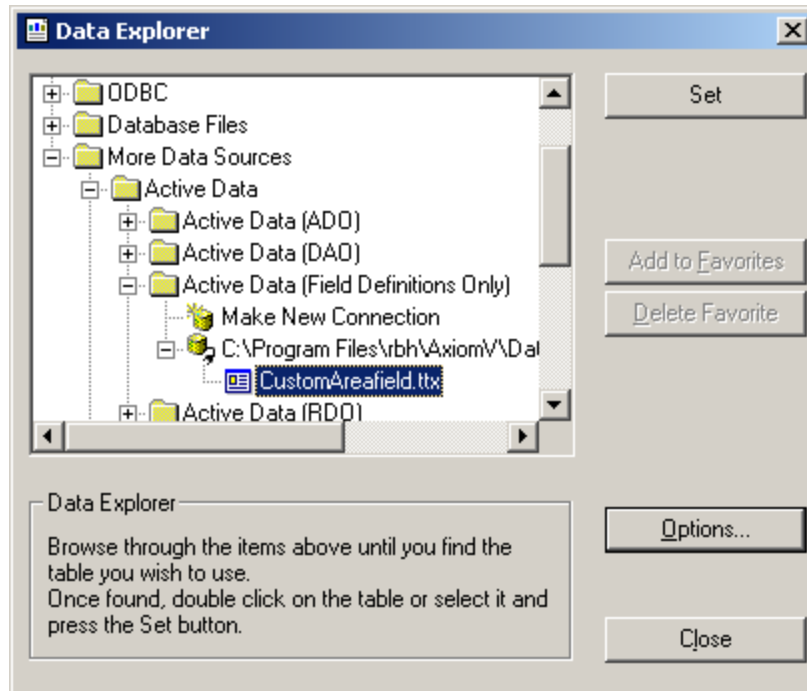 Data Explorer
ODBC
Database Files
More Data Sources
Active Data
Active Data (ADO)
Active Data (DAO)
Active Data (Field Definitions Only)
Make New Connection
C:\Program Files\rbh\AxiomV\Dat
CustomAreafield.ttx
Active Data (RDO)
Set
Add to Favorites
Delete Favorite
Data Explorer
Browse through the items above until you find the
table you wish to use.
Once found, double click on the table or select it and
press the Set button.
Options...
Close